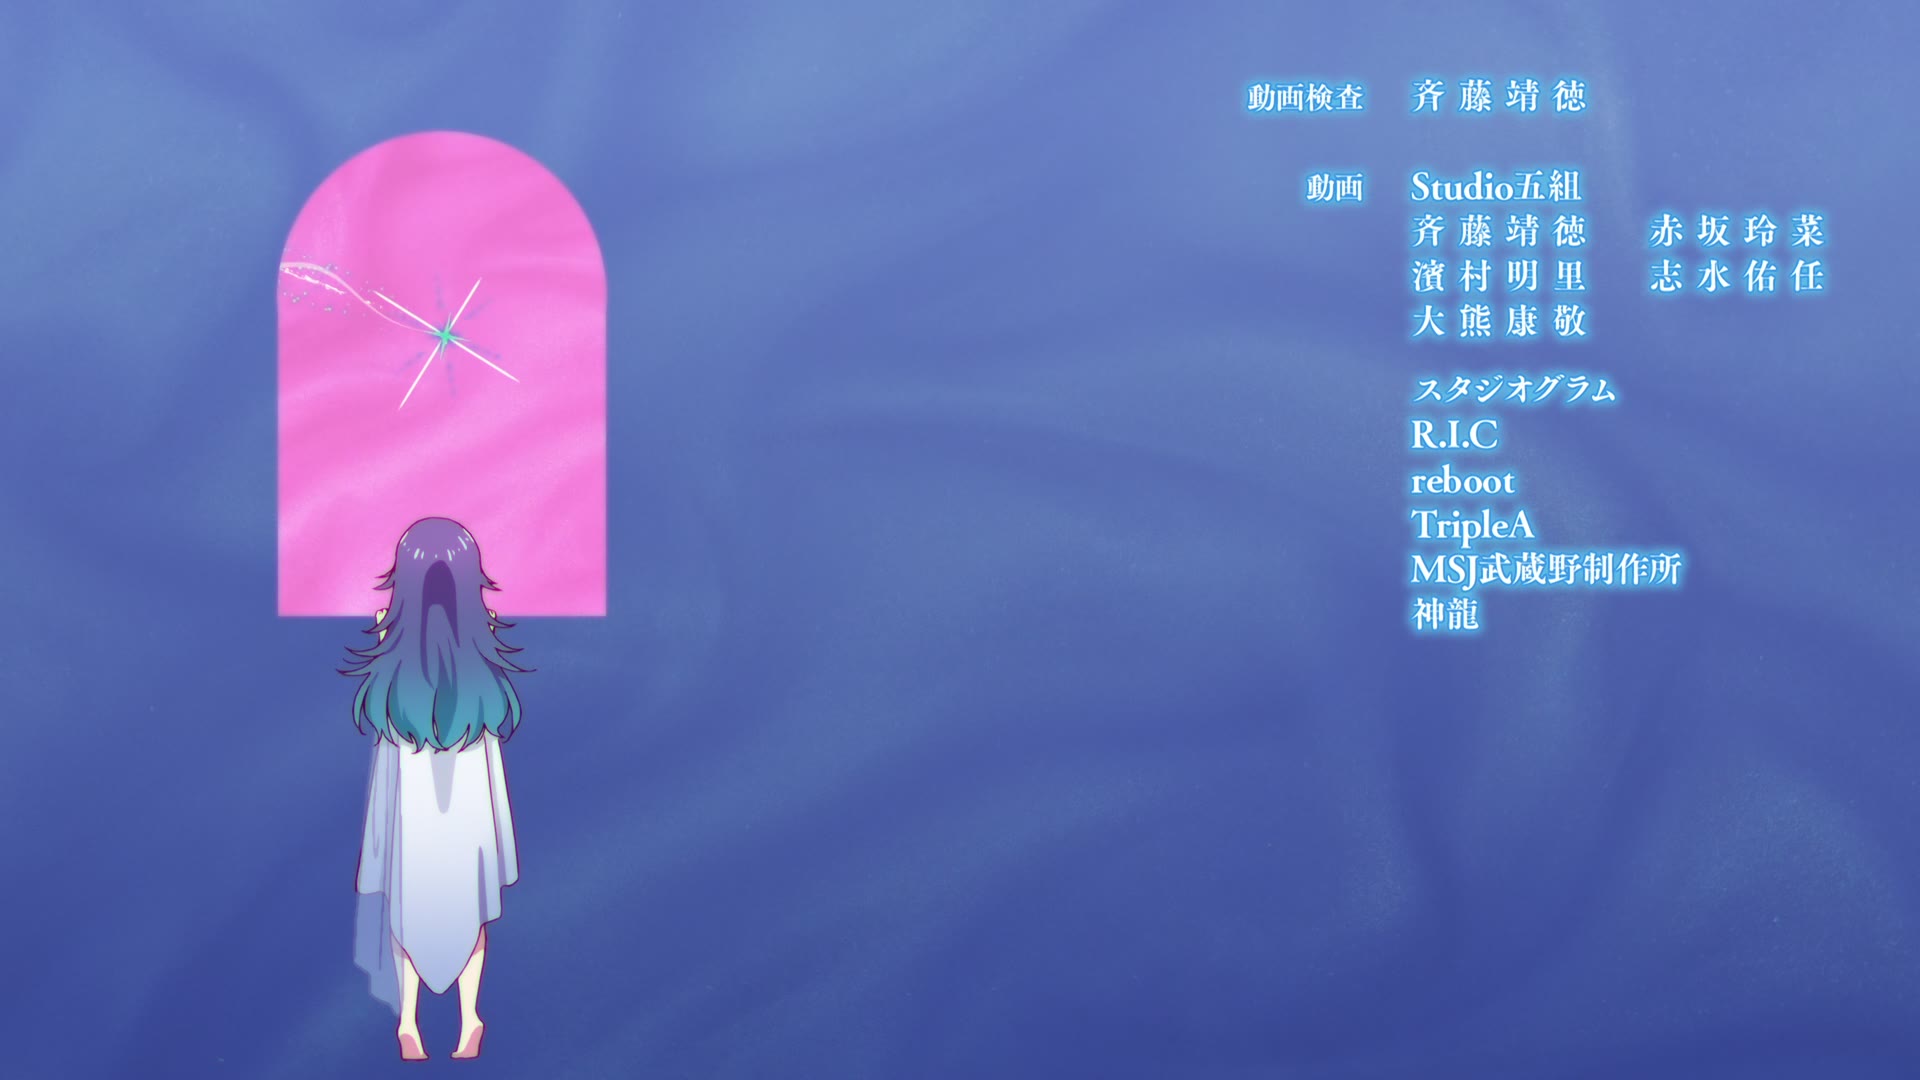 動画検査 斉藤靖徳
動画 Studio五組
斉藤靖徳 赤坂玲菜
濱村明里 志水佑任
大熊康敬
スタジオグラム
R.I.C
reboot
TripleA
MSJ武蔵野制作所
神龍